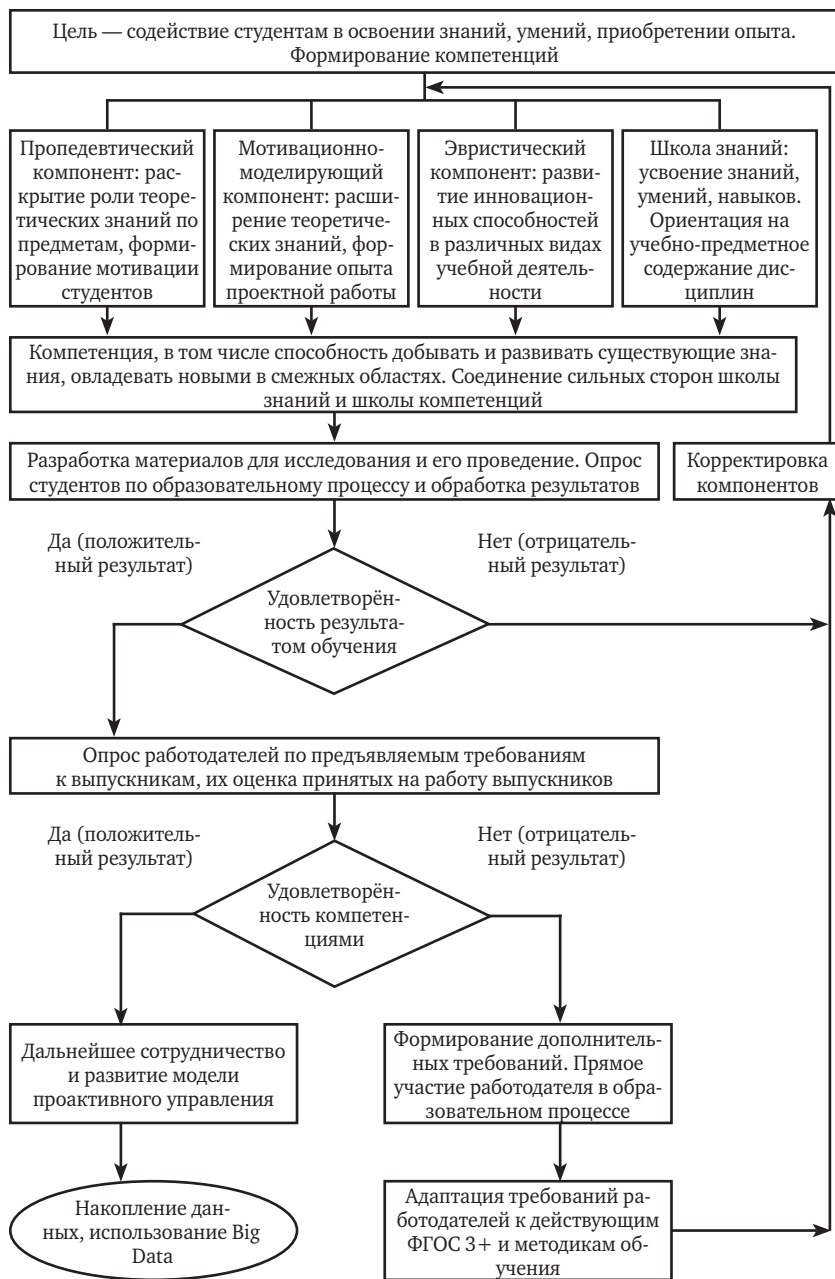 Цель — содействие студентам в освоении знаний, умений, приобретении опыта.
Формирование компетенций
Пропедевтический
компонент: рас-
крытие роли теоре-
тических знаний по
предметам, форми-
рование мотивации
студентов
Мотивационно-
моделирующий
компонент: расши-
рение теоретичес-
ких знаний, фор-
мирование опыта
проектной работы
Эвристический
компонент: разви-
тие инновацион-
ных способностей
в различных видах
учебной деятель-
ности
Школа знаний:
усвоение знаний,
умений, навыков.
Ориентация на
учебно-предметное
содержание дис-
циплин
Компетенция, в том числе способность добывать и развивать существующие зна-
ния, овладевать новыми в смежных областях. Соединение сильных сторон школы
знаний и школы компетенций
Разработка материалов для исследования и его проведение. Опрос
студентов по образовательному процессу и обработка результатов
Корректировка
компонентов
Да (положитель-
ный результат)
Нет (отрицатель-
ный результат)
Удовлетворён-
ность результа-
том обучения
Опрос работодателей по предъявляемым требованиям
к выпускникам, их оценка принятых на работу выпускников
Да (положитель-
ный результат)
Нет (отрицатель-
ный результат)
Удовлетворён-
ность компетен-
циями
Дальнейшее сотрудничество
и развитие модели
проактивного управления
Формирование дополнитель-
ных требований. Прямое
участие работодателя в обра-
зовательном процессе
Накопление дан-
ных, использование Big
Data
Адаптация требований ра-
ботодателей к действующим
ФГОС 3+ и методикам об-
учения